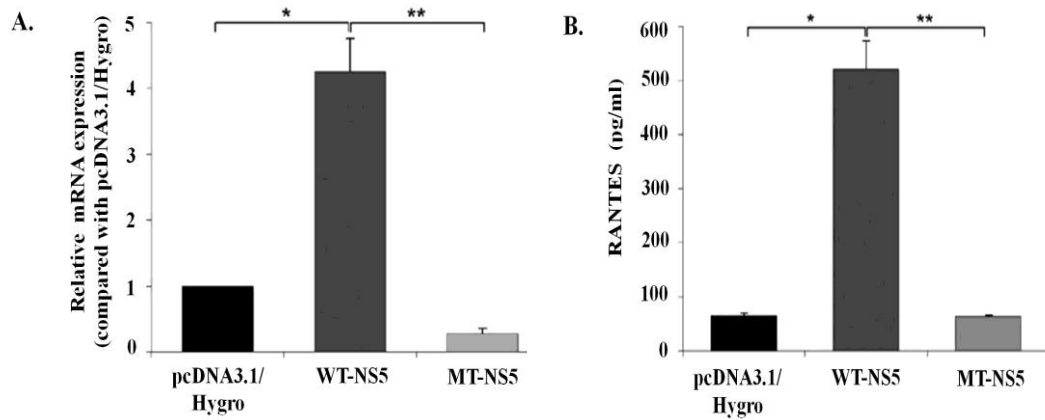 A.
Relative mRNA expression
(compared with pcDNA3.1/Hygro)
5
4
3
2
1
0
*
**
pcDNA3.1/
Hygro
WT-NS5
MT-NS5
B.
RANTES (pg/ml)
600
500
400
300
200
100
0
*
**
pcDNA3.1/
Hygro
WT-NS5
MT-NS5